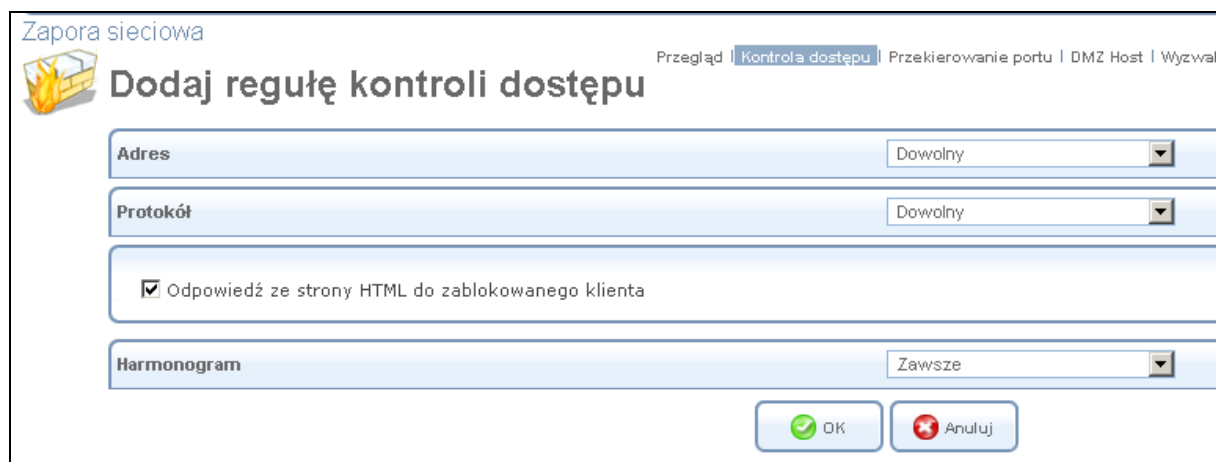 Zapora sieciowa
Przegląd | Kontrola dostępu | Przekierowanie portu | DMZ Host | Wyzwal
Dodaj regułę kontroli dostępu
Adres Dowolny
Protokół Dowolny
Odpowiedź ze strony HTML do zablokowanego klienta
Harmonogram Zawsze
OK Anuluj